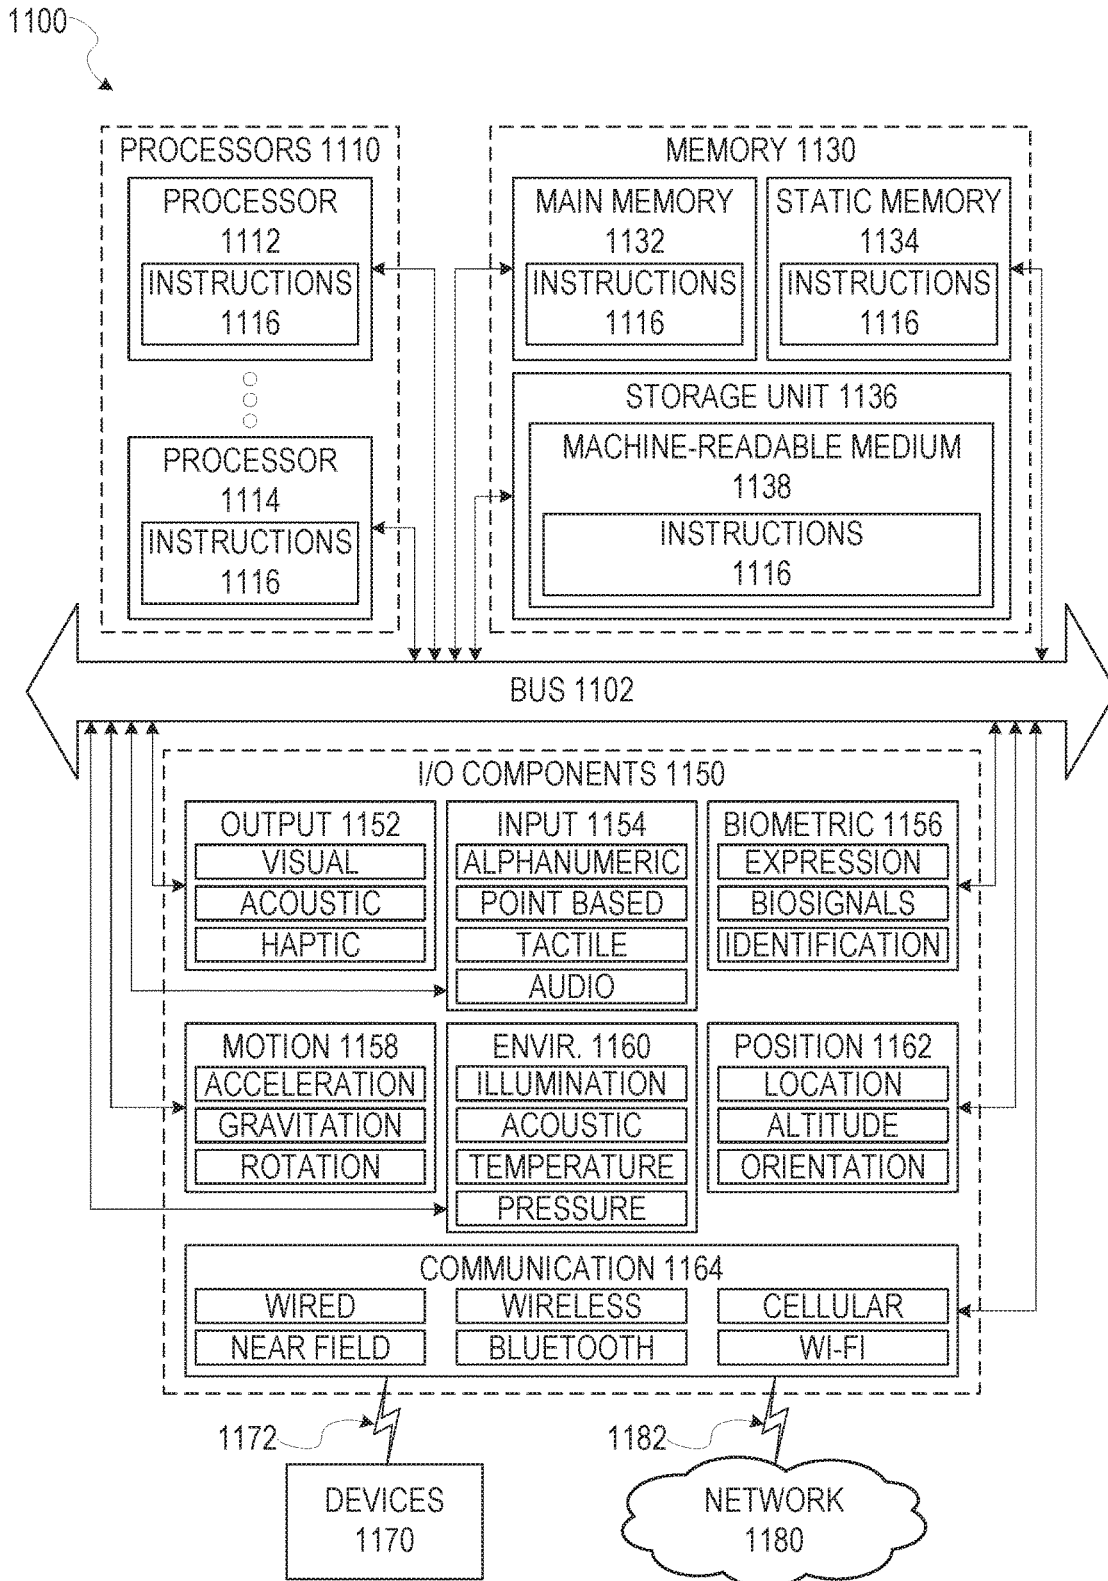 1100
PROCESSORS 1110
PROCESSOR
1112
INSTRUCTIONS
1116
PROCESSOR
1114
INSTRUCTIONS
1116
MEMORY 1130
MAIN MEMORY
1132
INSTRUCTIONS
1116
STATIC MEMORY
1134
INSTRUCTIONS
1116
STORAGE UNIT 1136
MACHINE-READABLE MEDIUM
1138
INSTRUCTIONS
1116
BUS 1102
I/O COMPONENTS 1150
OUTPUT 1152
VISUAL
ACOUSTIC
HAPTIC
INPUT 1154
ALPHANUMERIC
POINT BASED
TACTILE
AUDIO
BIOMETRIC 1156
EXPRESSION
BIOSIGNALS
IDENTIFICATION
MOTION 1158
ACCELERATION
GRAVITATION
ROTATION
ENVIR. 1160
ILLUMINATION
ACOUSTIC
TEMPERATURE
PRESSURE
POSITION 1162
LOCATION
ALTITUDE
ORIENTATION
COMMUNICATION 1164
WIRED
WIRELESS
CELLULAR
NEAR FIELD
BLUETOOTH
WI-FI
1172
1182
DEVICES
1170
NETWORK
1180